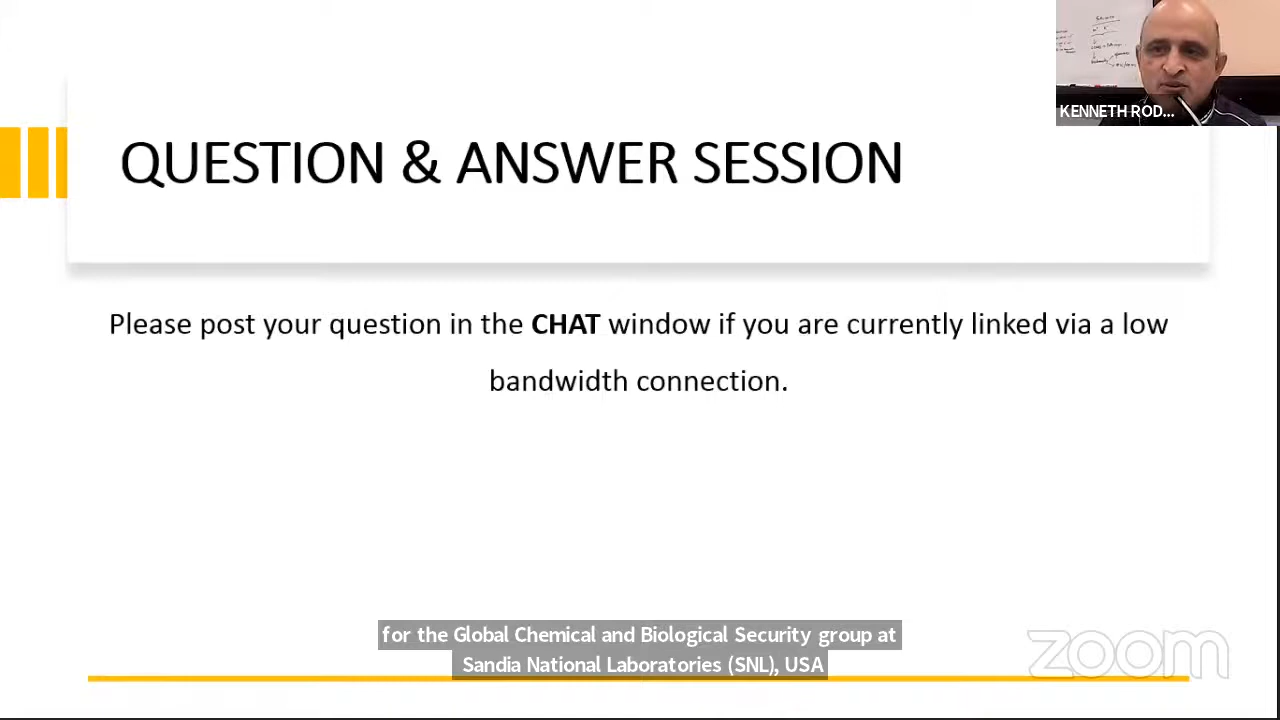 KENNETH ROD...
QUESTION & ANSWER SESSION
Please post your question in the CHAT window if you are currently linked via a low
bandwidth connection.
for the Global Chemical and Biological Security group at
Sandia National Laboratories (SNL), USA
zoom